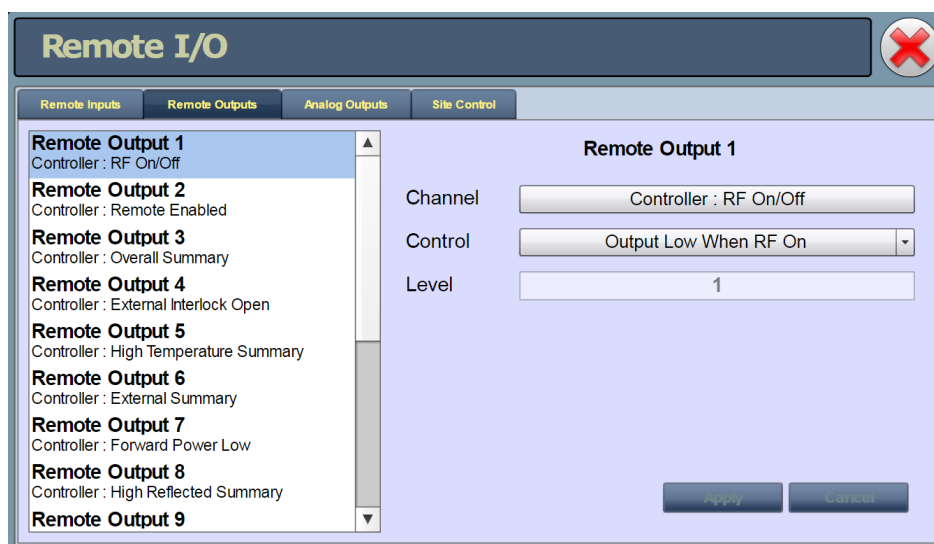 Remote I/O
Remote Inputs
Remote Outputs
Analog Outputs
Site Control
Remote Output 1
Controller : RF On/Off
Remote Output 2
Controller : Remote Enabled
Remote Output 3
Controller : Overall Summary
Remote Output 4
Controller : External Interlock Open
Remote Output 5
Controller : High Temperature Summary
Remote Output 6
Controller : External Summary
Remote Output 7
Controller : Forward Power Low
Remote Output 8
Controller : High Reflected Summary
Remote Output 9
Remote Output 1
Channel
Controller : RF On/Off
Control
Output Low When RF On
Level
1
Apply
Cancel